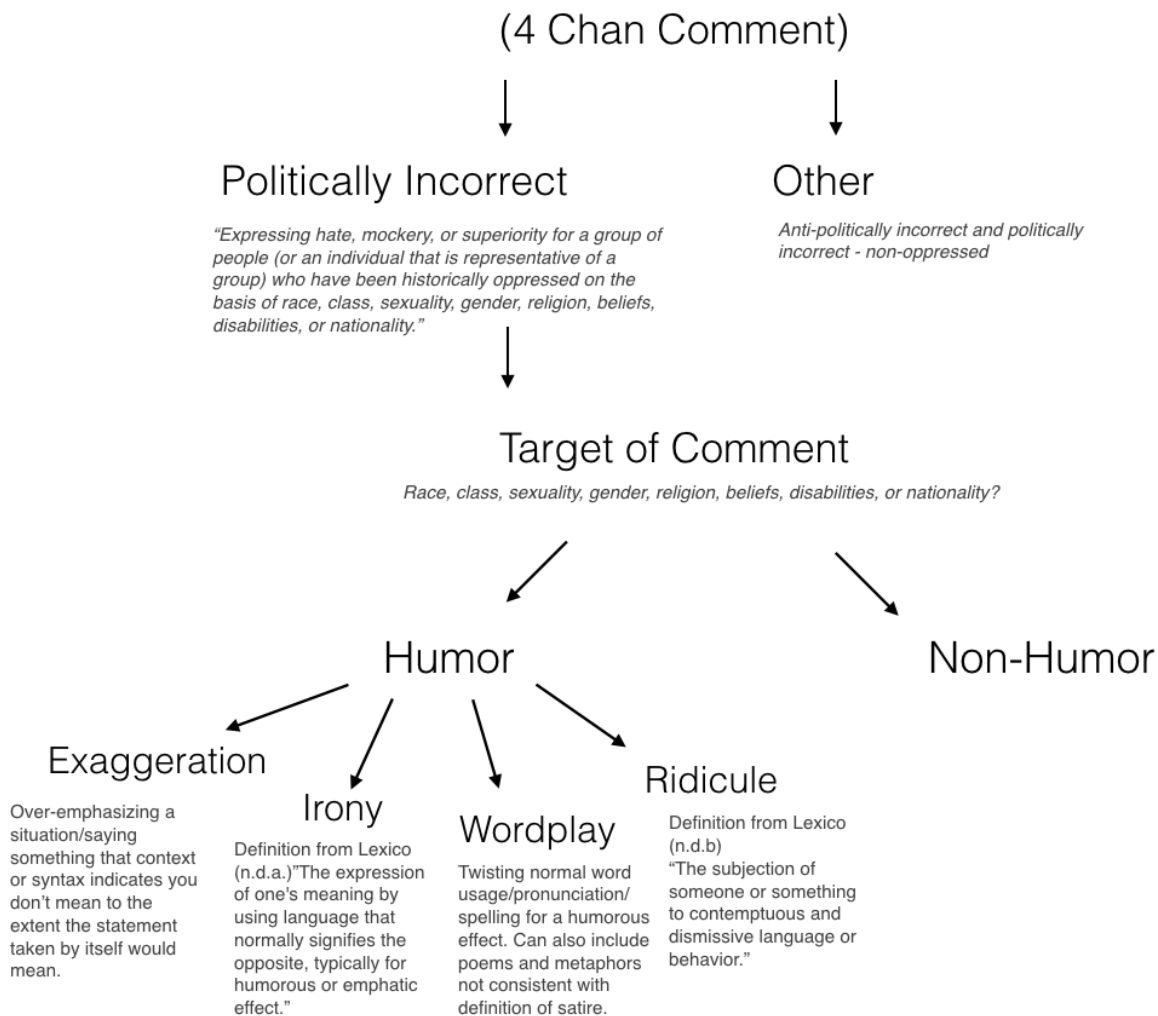 (4 Chan Comment)
Politically Incorrect
“Expressing hate, mockery, or superiority for a group of
people (or an individual that is representative of a
group) who have been historically oppressed on the
basis of race, class, sexuality, gender, religion, beliefs,
disabilities, or nationality.”
Other
Anti-politically incorrect and politically
incorrect - non-oppressed
Target of Comment
Race, class, sexuality, gender, religion, beliefs, disabilities, or nationality?
Humor
Non-Humor
Exaggeration
Over-emphasizing a
situation/saying
something that context
or syntax indicates you
don’t mean to the
extent the statement
taken by itself would
mean.
Irony
Definition from Lexico
(n.d.a.)”The expression
of one's meaning by
using language that
normally signifies the
opposite, typically for
humorous or emphatic
effect.”
Wordplay
Twisting normal word
usage/pronunciation/
spelling for a humorous
effect. Can also include
poems and metaphors
not consistent with
definition of satire.
Ridicule
Definition from Lexico
(n.d.b)
“The subjection of
someone or something
to contemptuous and
dismissive language or
behavior.”